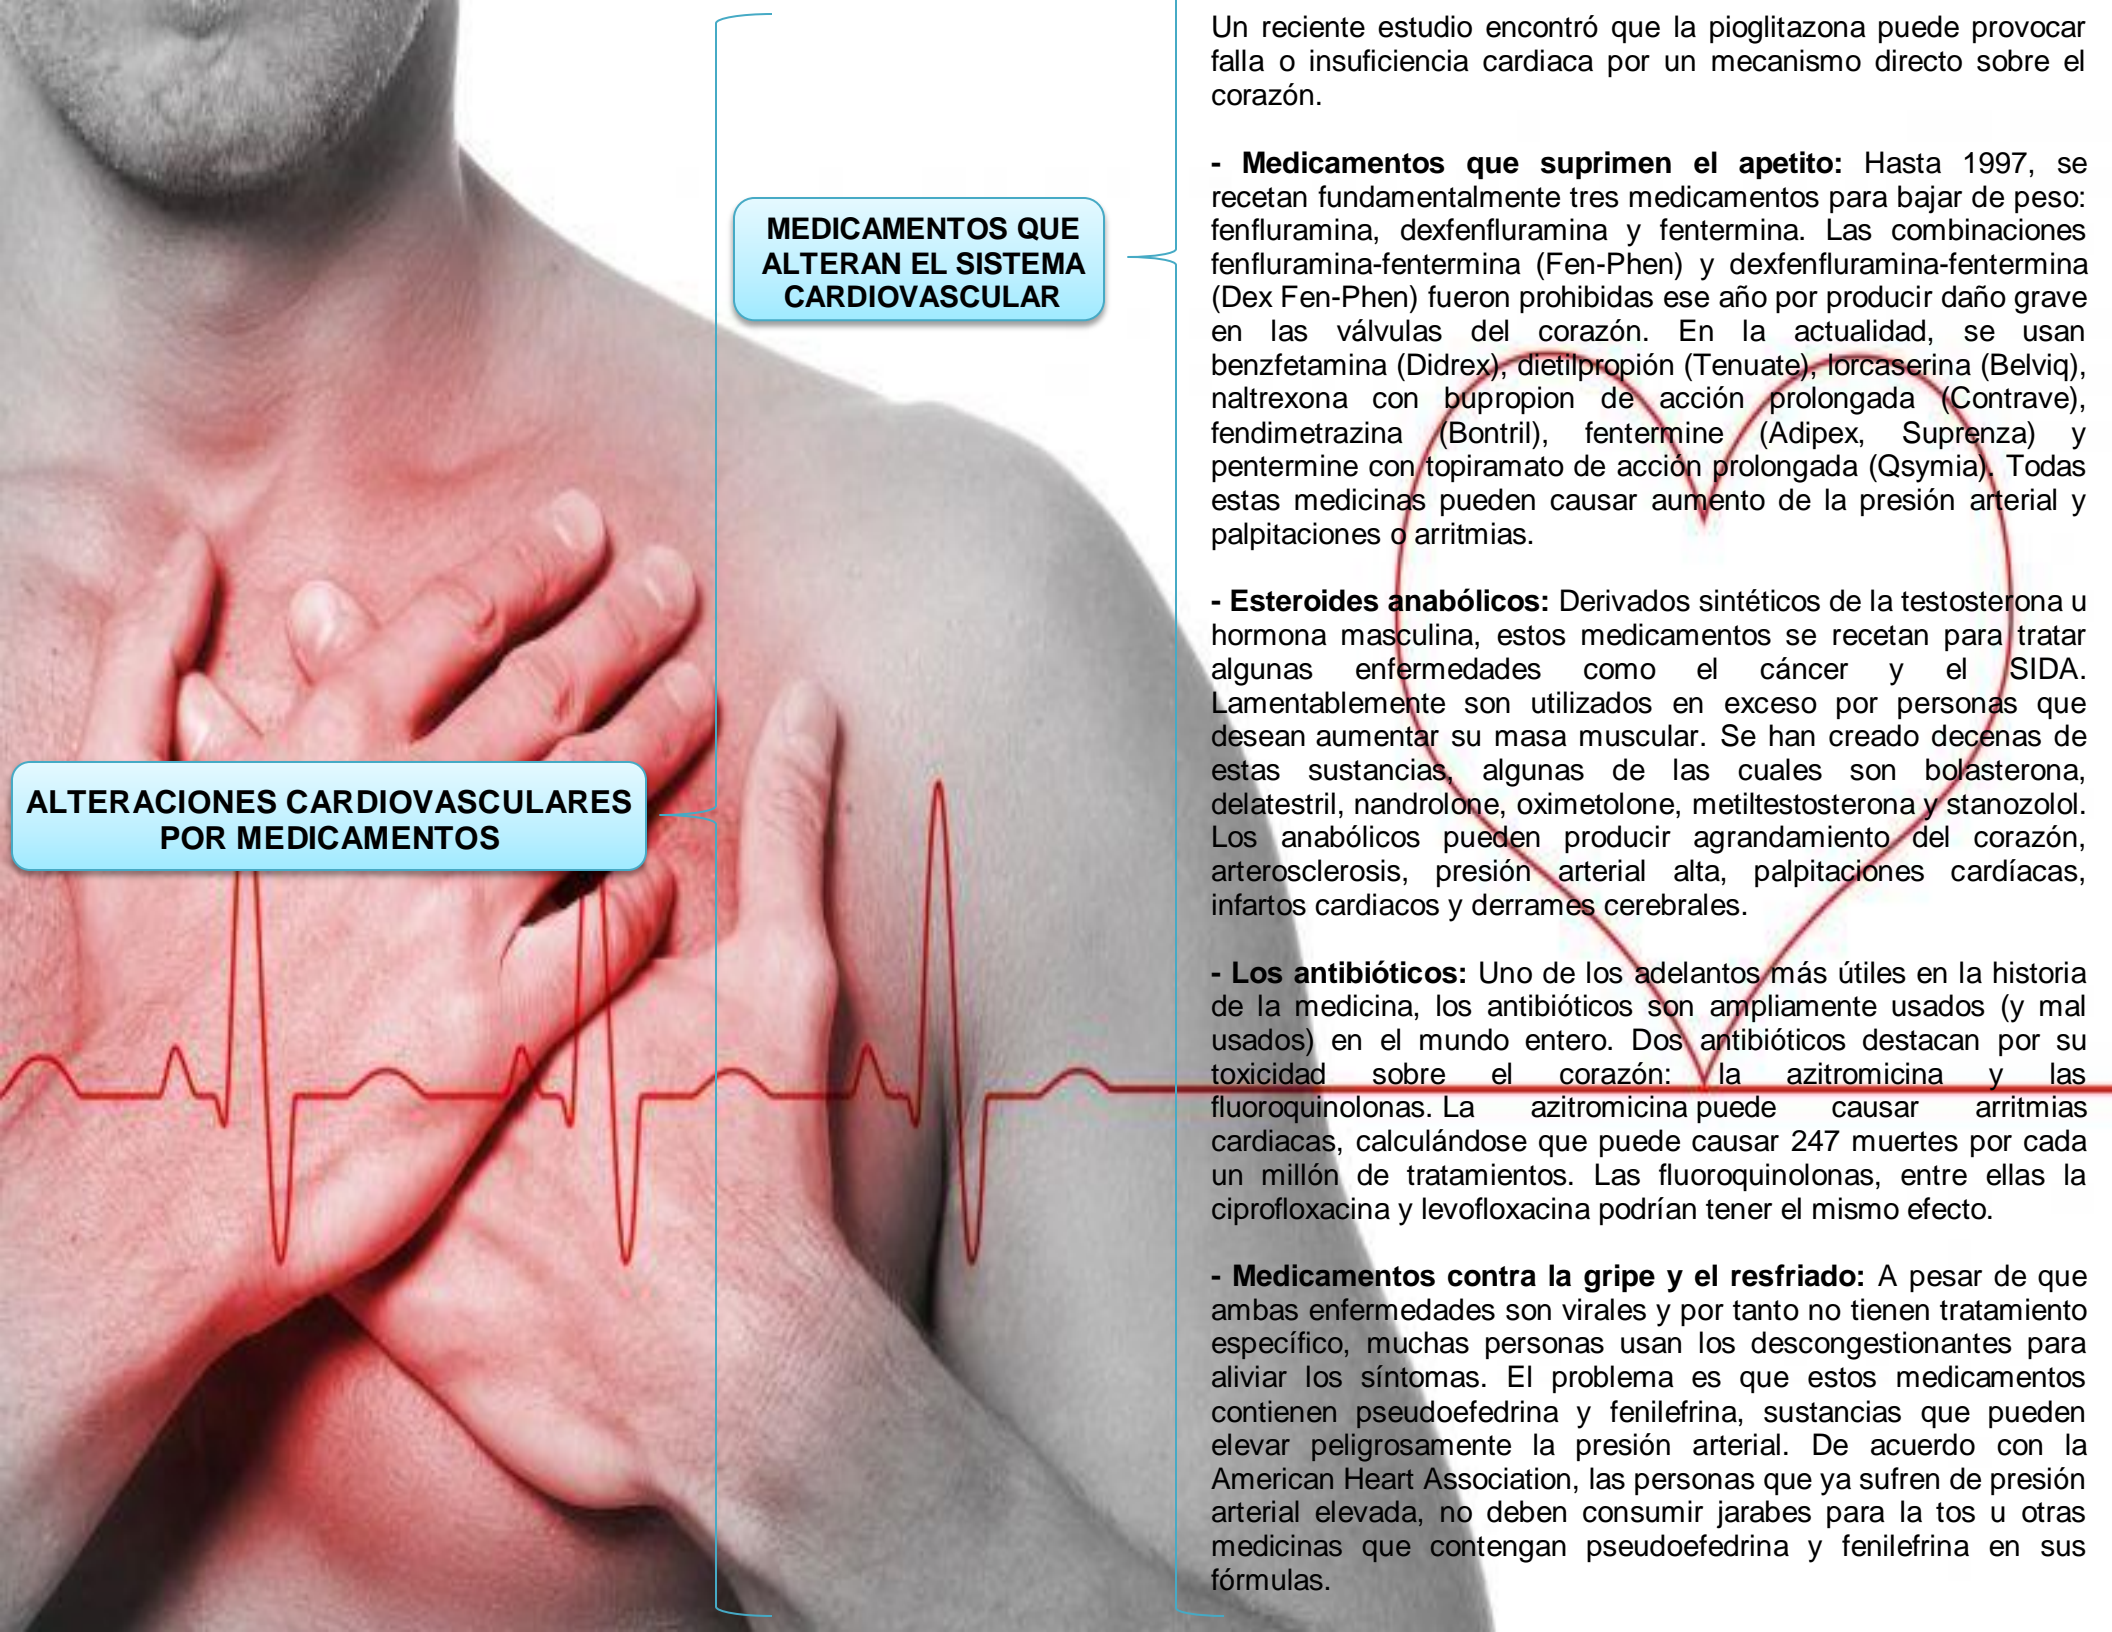 ALTERACIONES CARDIOVASCULARES
POR MEDICAMENTOS
MEDICAMENTOS QUE
ALTERAN EL SISTEMA
CARDIOVASCULAR
Un reciente estudio encontró que la pioglitazona puede provocar
falla o insuficiencia cardiaca por un mecanismo directo sobre el
corazón.
- Medicamentos que suprimen el apetito: Hasta 1997, se
recetan fundamentalmente tres medicamentos para bajar de peso:
fenfluramina, dexfenfluramina y fentermina. Las combinaciones
fenfluramina-fentermina (Fen-Phen) y dexfenfluramina-fentermina
(Dex Fen-Phen) fueron prohibidas ese año por producir daño grave
en las válvulas del corazón. En la actualidad, se usan
benzfetamina (Didrex), dietilpropión (Tenuate), lorcaserina (Belviq),
naltrexona con bupropion de acción prolongada (Contrave),
fendimetrazina (Bontril), fentermine (Adipex, Suprenza) y
pentermine con topiramato de acción prolongada (Qsymia). Todas
estas medicinas pueden causar aumento de la presión arterial y
palpitaciones o arritmias.
- Esteroides anabólicos: Derivados sintéticos de la testosterona u
hormona masculina, estos medicamentos se recetan para tratar
algunas enfermedades como el cáncer y el SIDA.
Lamentablemente son utilizados en exceso por personas que
desean aumentar su masa muscular. Se han creado decenas de
estas sustancias, algunas de las cuales son bolasterona,
delatestril, nandrolone, oximetolone, metiltestosterona y stanozolol.
Los anabólicos pueden producir agrandamiento del corazón,
arterosclerosis, presión arterial alta, palpitaciones cardíacas,
infartos cardiacos y derrames cerebrales.
- Los antibióticos: Uno de los adelantos más útiles en la historia
de la medicina, los antibióticos son ampliamente usados (y mal
usados) en el mundo entero. Dos antibióticos destacan por su
toxicidad sobre el corazón: la azitromicina y las
fluoroquinolonas. La azitromicina puede causar arritmias
cardiacas, calculándose que puede causar 247 muertes por cada
un millón de tratamientos. Las fluoroquinolonas, entre ellas la
ciprofloxacina y levofloxacina podrían tener el mismo efecto.
- Medicamentos contra la gripe y el resfriado: A pesar de que
ambas enfermedades son virales y por tanto no tienen tratamiento
específico, muchas personas usan los descongestionantes para
aliviar los síntomas. El problema es que estos medicamentos
contienen pseudoefedrina y fenilefrina, sustancias que pueden
elevar peligrosamente la presión arterial. De acuerdo con la
American Heart Association, las personas que ya sufren de presión
arterial elevada, no deben consumir jarabes para la tos u otras
medicinas que contengan pseudoefedrina y fenilefrina en sus
fórmulas.